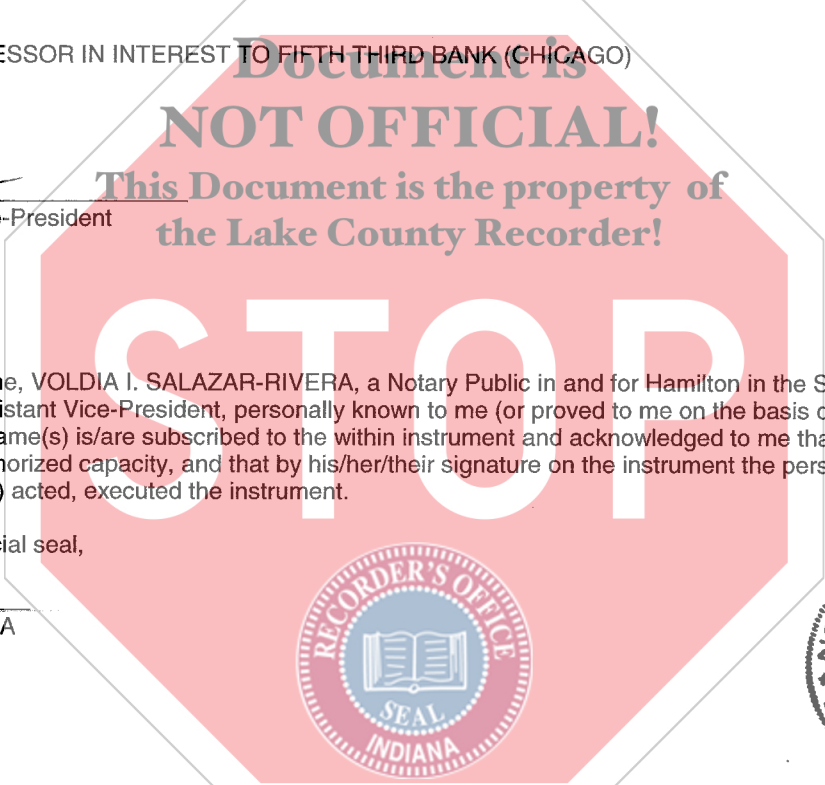 ESSOR IN INTEREST TO FIFTH THIRD BANK (CHICAGO)
Document is
NOT OFFICIAL!
This Document is the property of
-President
the Lake County Recorder!
STOP
e, VOLDIA I. SALAZAR-RIVERA, a Notary Public in and for Hamilton in the S
istant Vice-President, personally known to me (or proved to me on the basis o
ame(s) is/are subscribed to the within instrument and acknowledged to me tha
orized capacity, and that by his/her/their signature on the instrument the pers
) acted, executed the instrument.
cial seal,
A
RECORDER'S OFFICE
SEAL
INDIANA